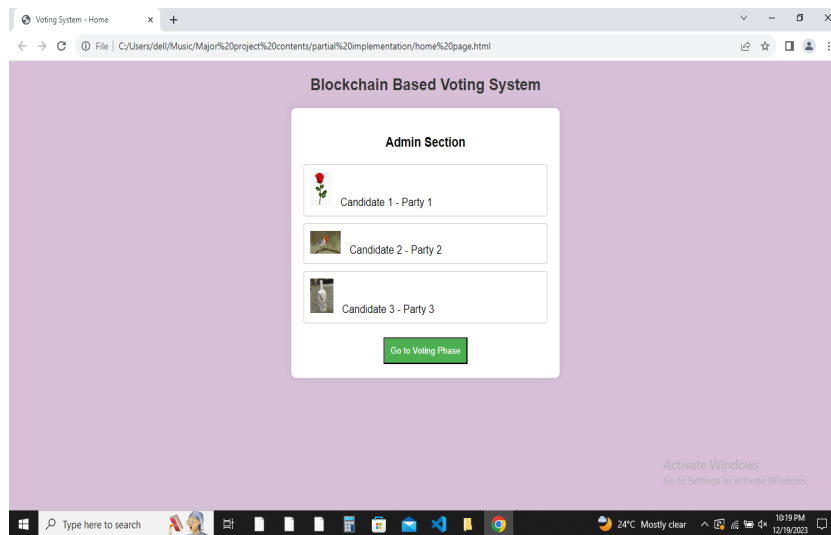 Voting System - Home
File | C:/Users/dell/Music/Major%20project%20contents/partial%20implementation/home%20page.html
Blockchain Based Voting System
Admin Section
Candidate 1 - Party 1
Candidate 2 - Party 2
Candidate 3 - Party 3
Go to Voting Phase
Activate Windows
Go to Settings to activate Windows.
Type here to search
24°C Mostly clear
10:19 PM
12/19/2023